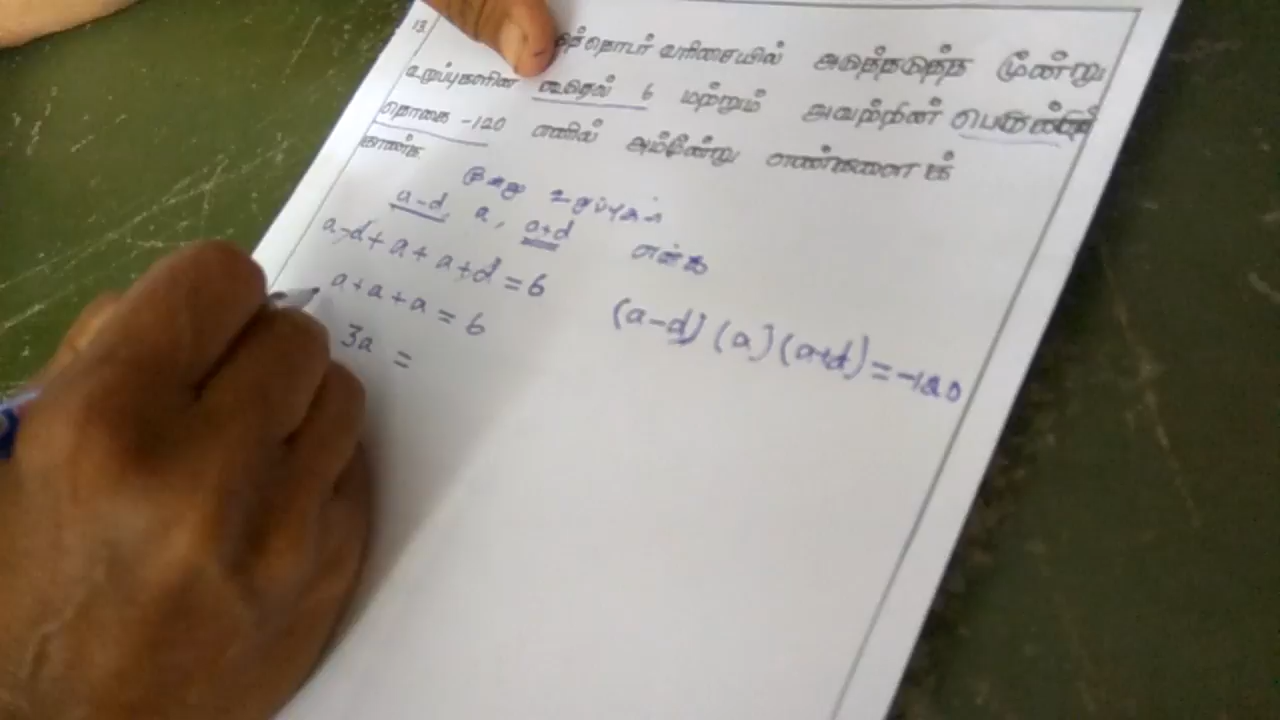 13. த்தொடர் வரிசையில் அடுத்தடுத்த மூன்று
உறுப்புகளின் கூடுதல் 6 மற்றும் அவற்றின் பெருக்கற்
தொகை -120 எனில் அம்மூன்று எண்களைக்
காண்க.
மூன்று உறுப்புகள்
a-d, a, a+d என்க
a-d+a+a+d=6
a+a+a=6
(a-d)(a)(a+d)=-120
3a =